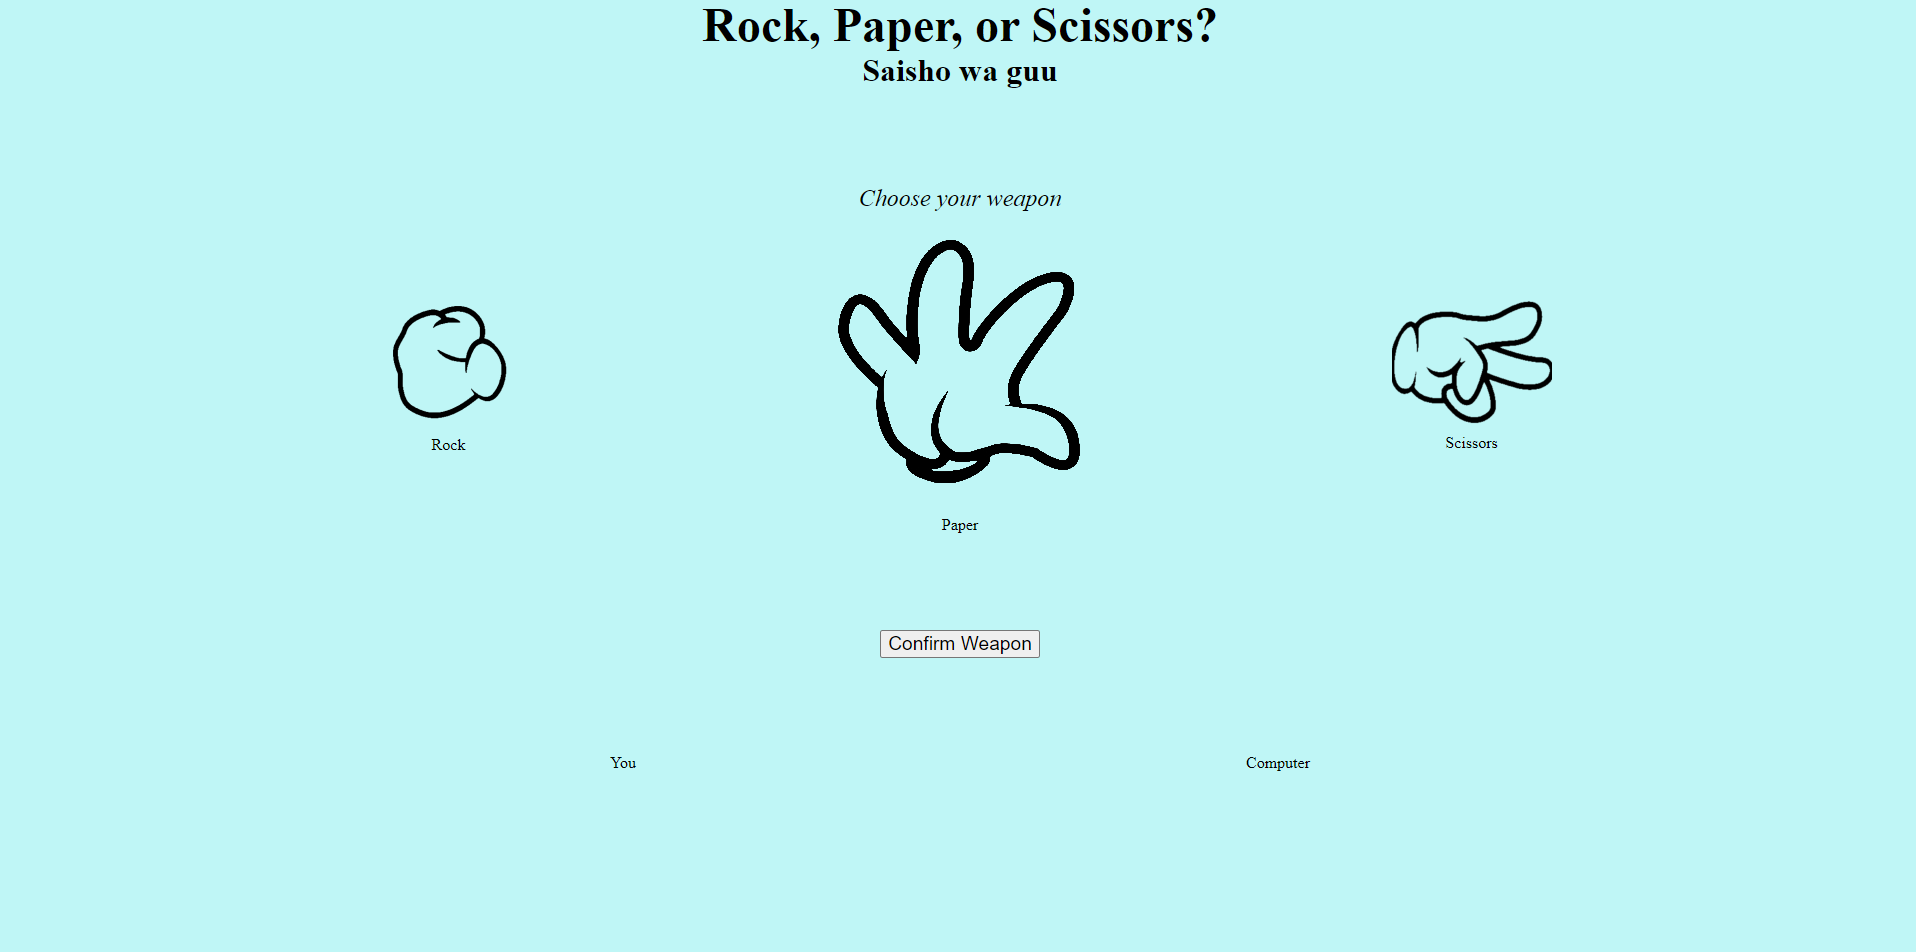 Rock, Paper, or Scissors?
Saisho wa guu
Choose your weapon
Rock
Paper
Scissors
Confirm Weapon
You
Computer